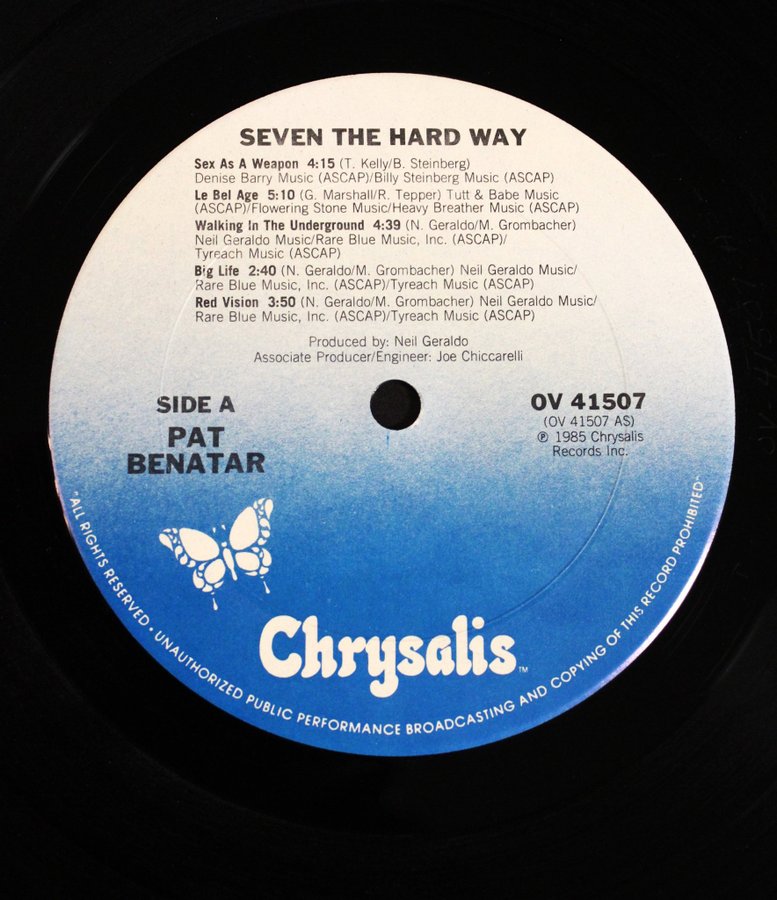 SEVEN THE HARD WAY
Sex As A Weapon 4:15 (T. Kelly/B. Steinberg)
Denise Barry Music (ASCAP)/Billy Steinberg Music (ASCAP)
Le Bel Age 5:10 (G. Marshall/R. Tepper) Tutt & Babe Music
(ASCAP)/Flowering Stone Music/Heavy Breather Music (ASCAP)
Walking In The Underground 4:39 (N. Geraldo/M. Grombacher)
Neil Geraldo Music/Rare Blue Music, Inc. (ASCAP)/
Tyreach Music (ASCAP)
Big Life 2:40 (N. Geraldo/M. Grombacher) Neil Geraldo Music/
Rare Blue Music, Inc. (ASCAP)/Tyreach Music (ASCAP)
Red Vision 3:50 (N. Geraldo/M. Grombacher) Neil Geraldo Music/
Rare Blue Music, Inc. (ASCAP)/Tyreach Music (ASCAP)
Produced by: Neil Geraldo
Associate Producer/Engineer: Joe Chiccarelli
SIDE A
PAT
BENATAR
OV 41507
(OV 41507 AS)
℗ 1985 Chrysalis
Records Inc.
Chrysalis™
"ALL RIGHTS RESERVED • UNAUTHORIZED PUBLIC PERFORMANCE BROADCASTING AND COPYING OF THIS RECORD PROHIBITED"